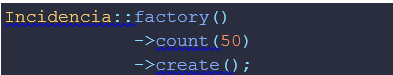 Incidencia::factory()
->count(50)
->create();